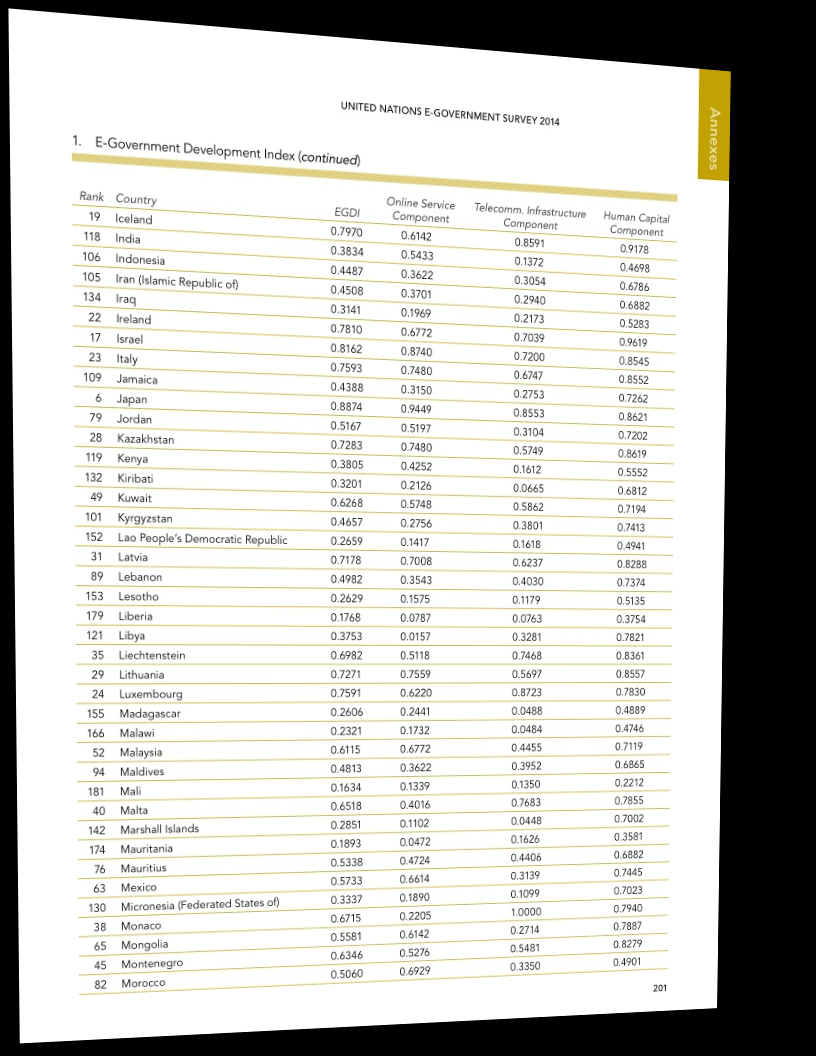 UNITED NATIONS E-GOVERNMENT SURVEY 2014
Annexes
1. E-Government Development Index (continued)
Rank Country EGDI Online Service Component Telecomm. Infrastructure Component Human Capital Component
19 Iceland 0.7970 0.6142 0.8591 0.9178
118 India 0.3834 0.5433 0.1372 0.4698
106 Indonesia 0.4487 0.3622 0.3054 0.6786
105 Iran (Islamic Republic of) 0.4508 0.3701 0.2940 0.6882
134 Iraq 0.3141 0.1969 0.2173 0.5283
22 Ireland 0.7810 0.6772 0.7039 0.9619
17 Israel 0.8162 0.8740 0.7200 0.8545
23 Italy 0.7593 0.7480 0.6747 0.8552
109 Jamaica 0.4388 0.3150 0.2753 0.7262
6 Japan 0.8874 0.9449 0.8553 0.8621
79 Jordan 0.5167 0.5197 0.3104 0.7202
28 Kazakhstan 0.7283 0.7480 0.5749 0.8619
119 Kenya 0.3805 0.4252 0.1612 0.5552
132 Kiribati 0.3201 0.2126 0.0665 0.6812
49 Kuwait 0.6268 0.5748 0.5862 0.7194
101 Kyrgyzstan 0.4657 0.2756 0.3801 0.7413
152 Lao People's Democratic Republic 0.2659 0.1417 0.1618 0.4941
31 Latvia 0.7178 0.7008 0.6237 0.8288
89 Lebanon 0.4982 0.3543 0.4030 0.7374
153 Lesotho 0.2629 0.1575 0.1179 0.5135
179 Liberia 0.1768 0.0787 0.0763 0.3754
121 Libya 0.3753 0.0157 0.3281 0.7821
35 Liechtenstein 0.6982 0.5118 0.7468 0.8361
29 Lithuania 0.7271 0.7559 0.5697 0.8557
24 Luxembourg 0.7591 0.6220 0.8723 0.7830
155 Madagascar 0.2606 0.2441 0.0488 0.4889
166 Malawi 0.2321 0.1732 0.0484 0.4746
52 Malaysia 0.6115 0.6772 0.4455 0.7119
94 Maldives 0.4813 0.3622 0.3952 0.6865
181 Mali 0.1634 0.1339 0.1350 0.2212
40 Malta 0.6518 0.4016 0.7683 0.7855
142 Marshall Islands 0.2851 0.1102 0.0448 0.7002
174 Mauritania 0.1893 0.0472 0.1626 0.3581
76 Mauritius 0.5338 0.4724 0.4406 0.6882
63 Mexico 0.5733 0.6614 0.3139 0.7445
130 Micronesia (Federated States of) 0.3337 0.1890 0.1099 0.7023
38 Monaco 0.6715 0.2205 1.0000 0.7940
65 Mongolia 0.5581 0.6142 0.2714 0.7887
45 Montenegro 0.6346 0.5276 0.5481 0.8279
82 Morocco 0.5060 0.6929 0.3350 0.4901
201